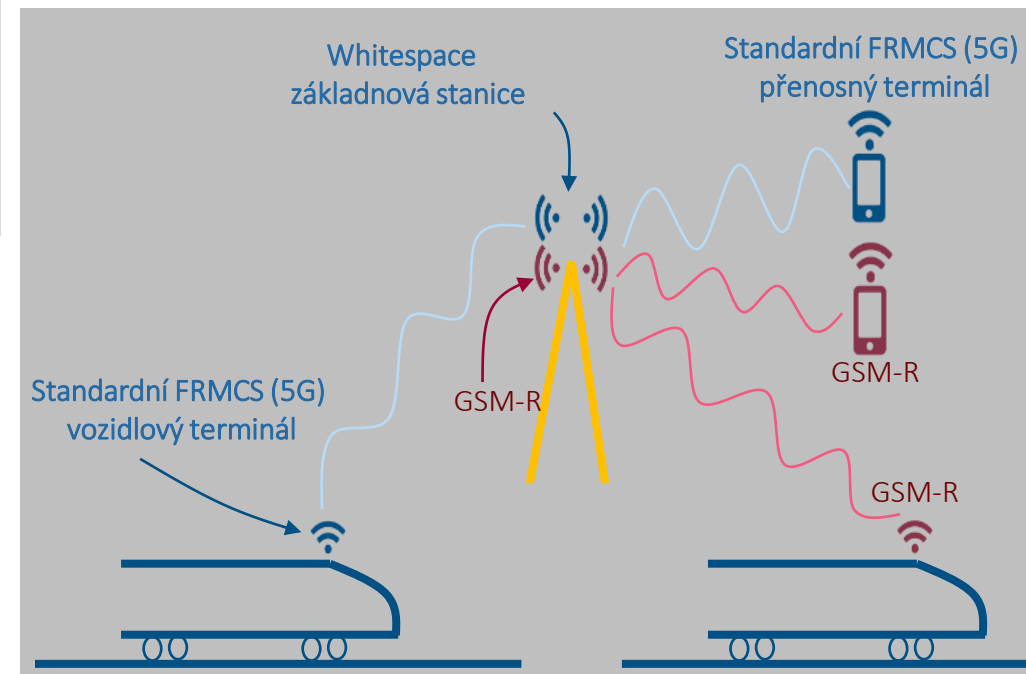 Whitespace
základnová stanice
Standardní FRMCS (5G)
přenosný terminál
GSM-R
GSM-R
Standardní FRMCS (5G)
vozidlový terminál
GSM-R